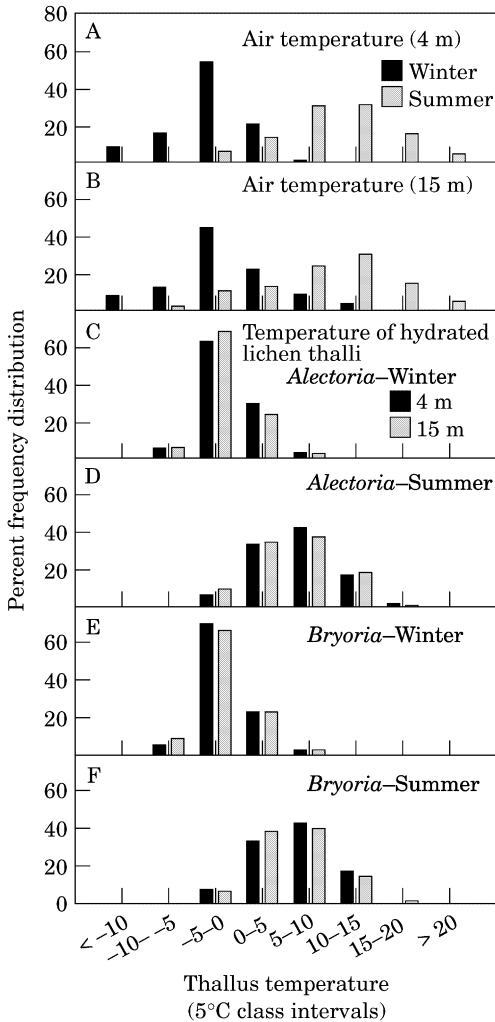 Percent frequency distribution
80
A
Air temperature (4 m)
60
Winter
40
Summer
20
B
Air temperature (15 m)
60
40
20
C
Temperature of hydrated
lichen thalli
60
Alectoria–Winter
40
4 m
20
15 m
D
Alectoria–Summer
60
40
20
E
Bryoria–Winter
60
40
20
F
Bryoria–Summer
60
40
20
0
< –10
–10– –5
–5–0
0–5
5–10
10–15
15–20
> 20
Thallus temperature
(5°C class intervals)